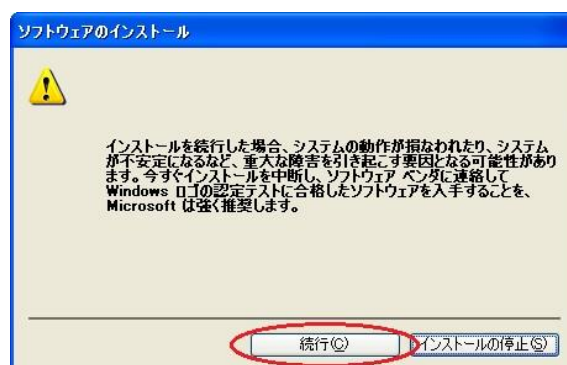 ソフトウェアのインストール
インストールを続行した場合、システムの動作が損なわれたり、システム
が不安定になるなど、重大な障害を引き起こす要因となる可能性があり
ます。今すぐインストールを中断し、ソフトウェア ベンダに連絡して
Windows ロゴの認定テストに合格したソフトウェアを入手することを、
Microsoft は強く推奨します。
続行(C)
インストールの停止(S)